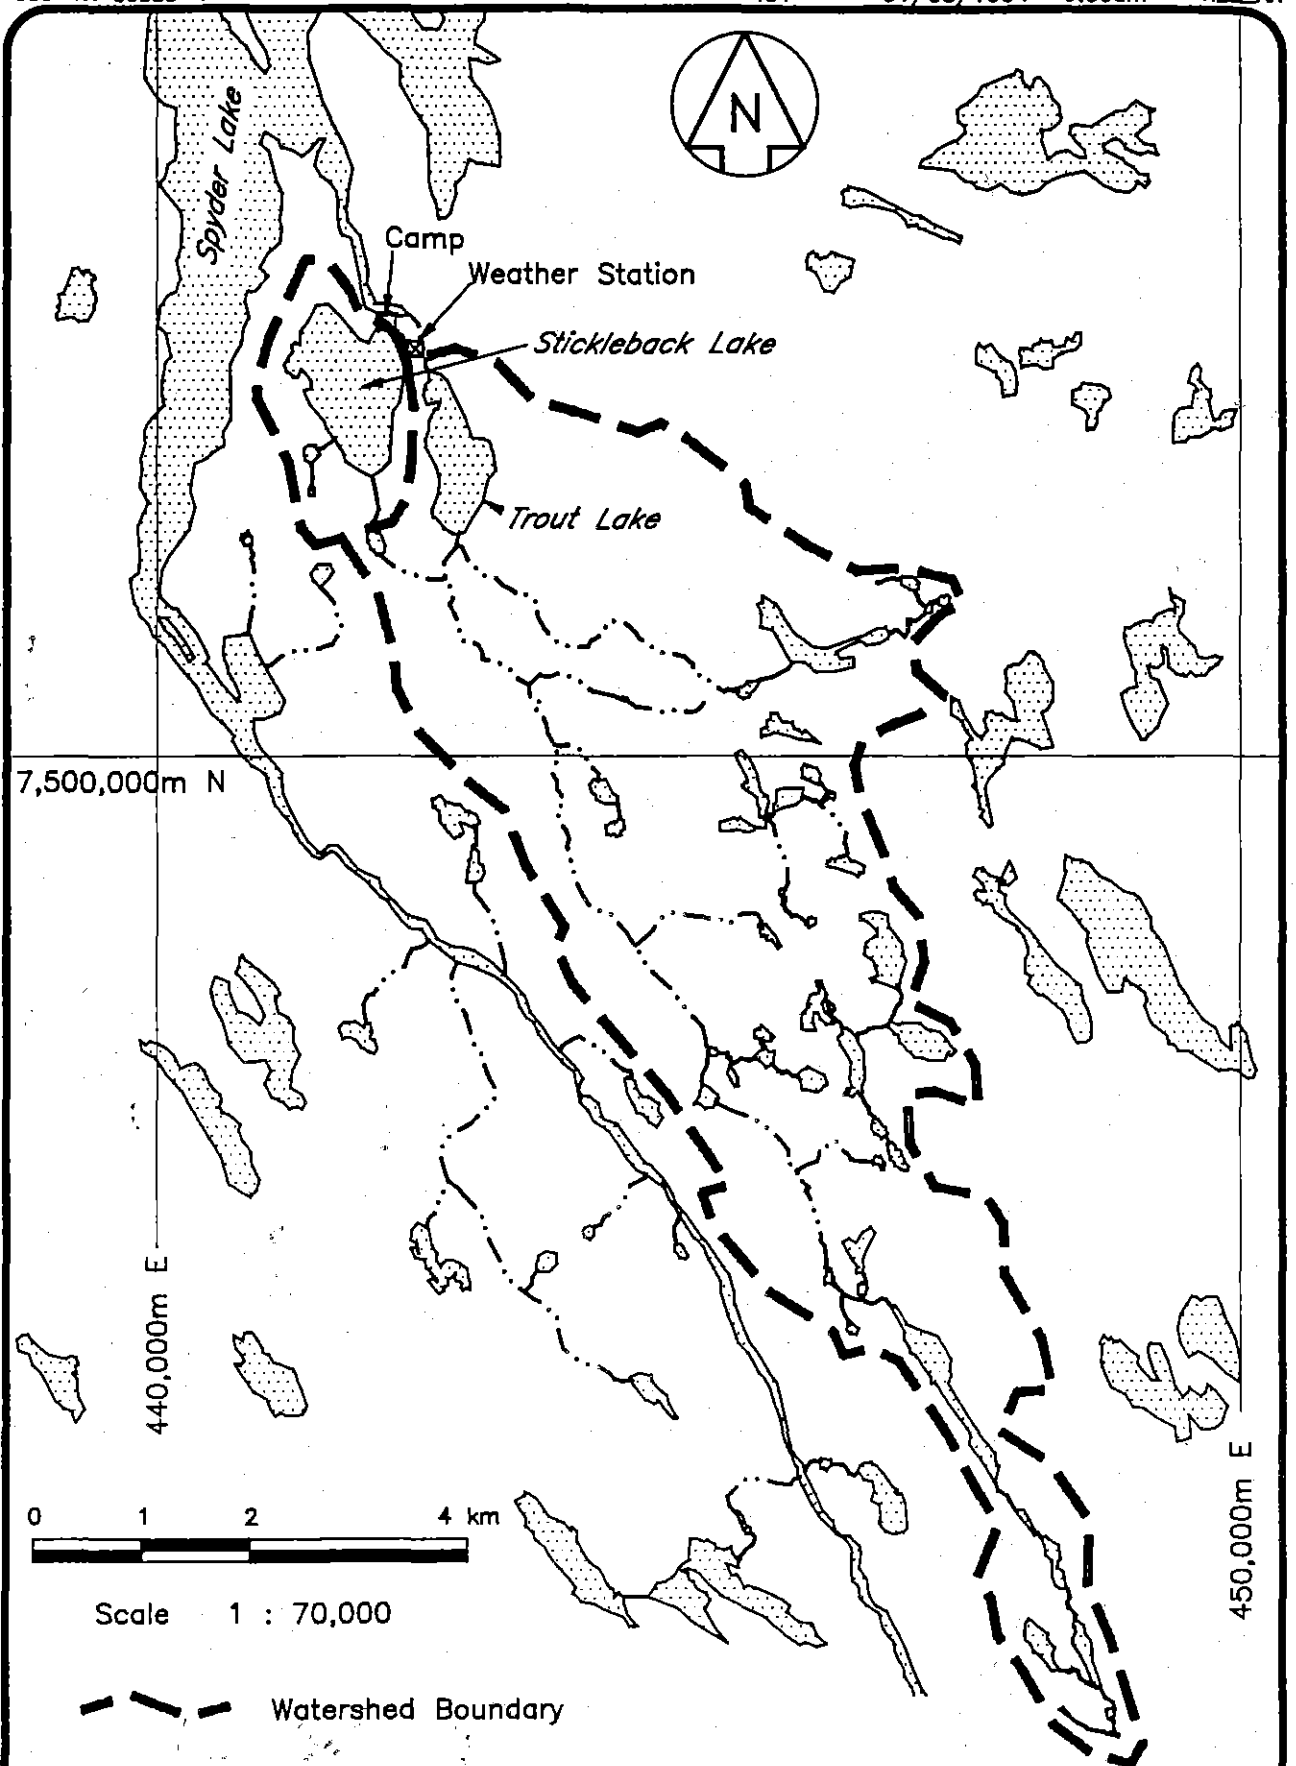 N
Spyder Lake
Camp
Weather Station
Stickleback Lake
Trout Lake
7,500,000m N
440,000m E
450,000m E
0 1 2 4 km
Scale 1 : 70,000
Watershed Boundary